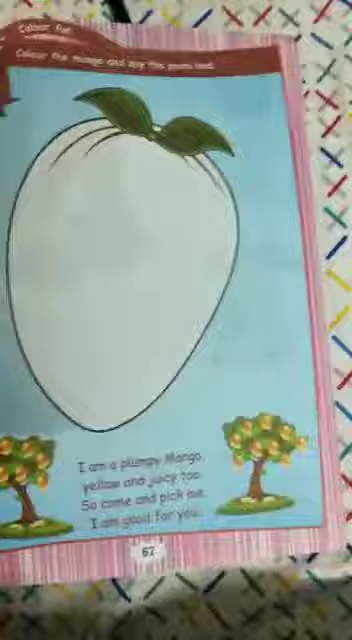 Colour Fun
Colour the mango and say this poem loud.
I am a plumpy Mango,
yellow and juicy too.
So come and pick me,
I am good for you.
67